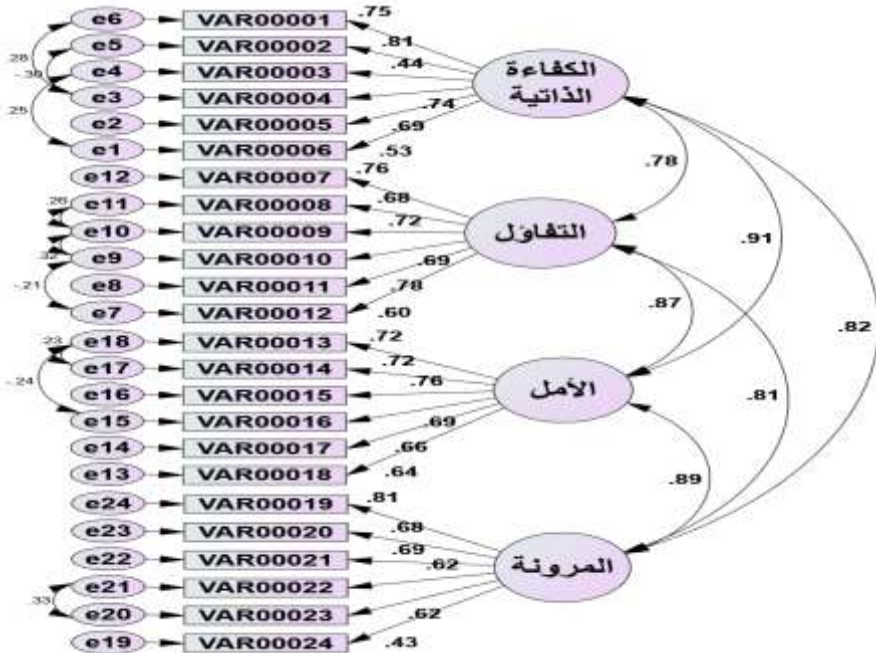 e6 VAR00001 .75
e5 VAR00002 .81
e4 VAR00003 .44
e3 VAR00004
e2 VAR00005 .74
e1 VAR00006 .69
.53
الكفاءة
الذاتية
.28
-.30
.25
e12 VAR00007 .76
e11 VAR00008 .68
e10 VAR00009 .72
e9 VAR00010
e8 VAR00011 .69
e7 VAR00012 .78
.60
التفاؤل
.26
.32
-.21
e18 VAR00013 .72
e17 VAR00014 .72
e16 VAR00015 .76
e15 VAR00016
e14 VAR00017 .69
e13 VAR00018 .66
.64
الأمل
.23
-.24
e24 VAR00019 .81
e23 VAR00020 .68
e22 VAR00021 .69
e21 VAR00022 .62
e20 VAR00023
e19 VAR00024 .62
.43
المرونة
.33
.78
.91
.87
.82
.81
.89